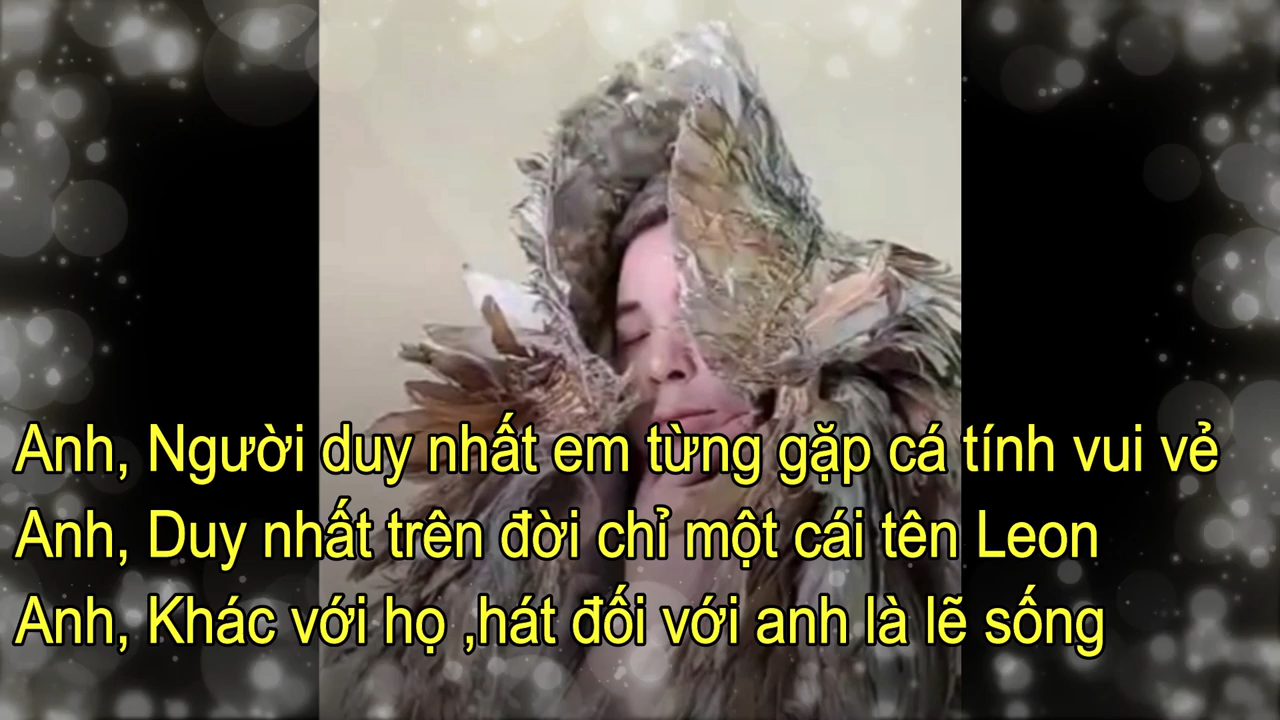 Anh, Người duy nhất em từng gặp cá tính vui vẻ
Anh, Duy nhất trên đời chỉ một cái tên Leon
Anh, Khác với họ ,hát đối với anh là lẽ sống